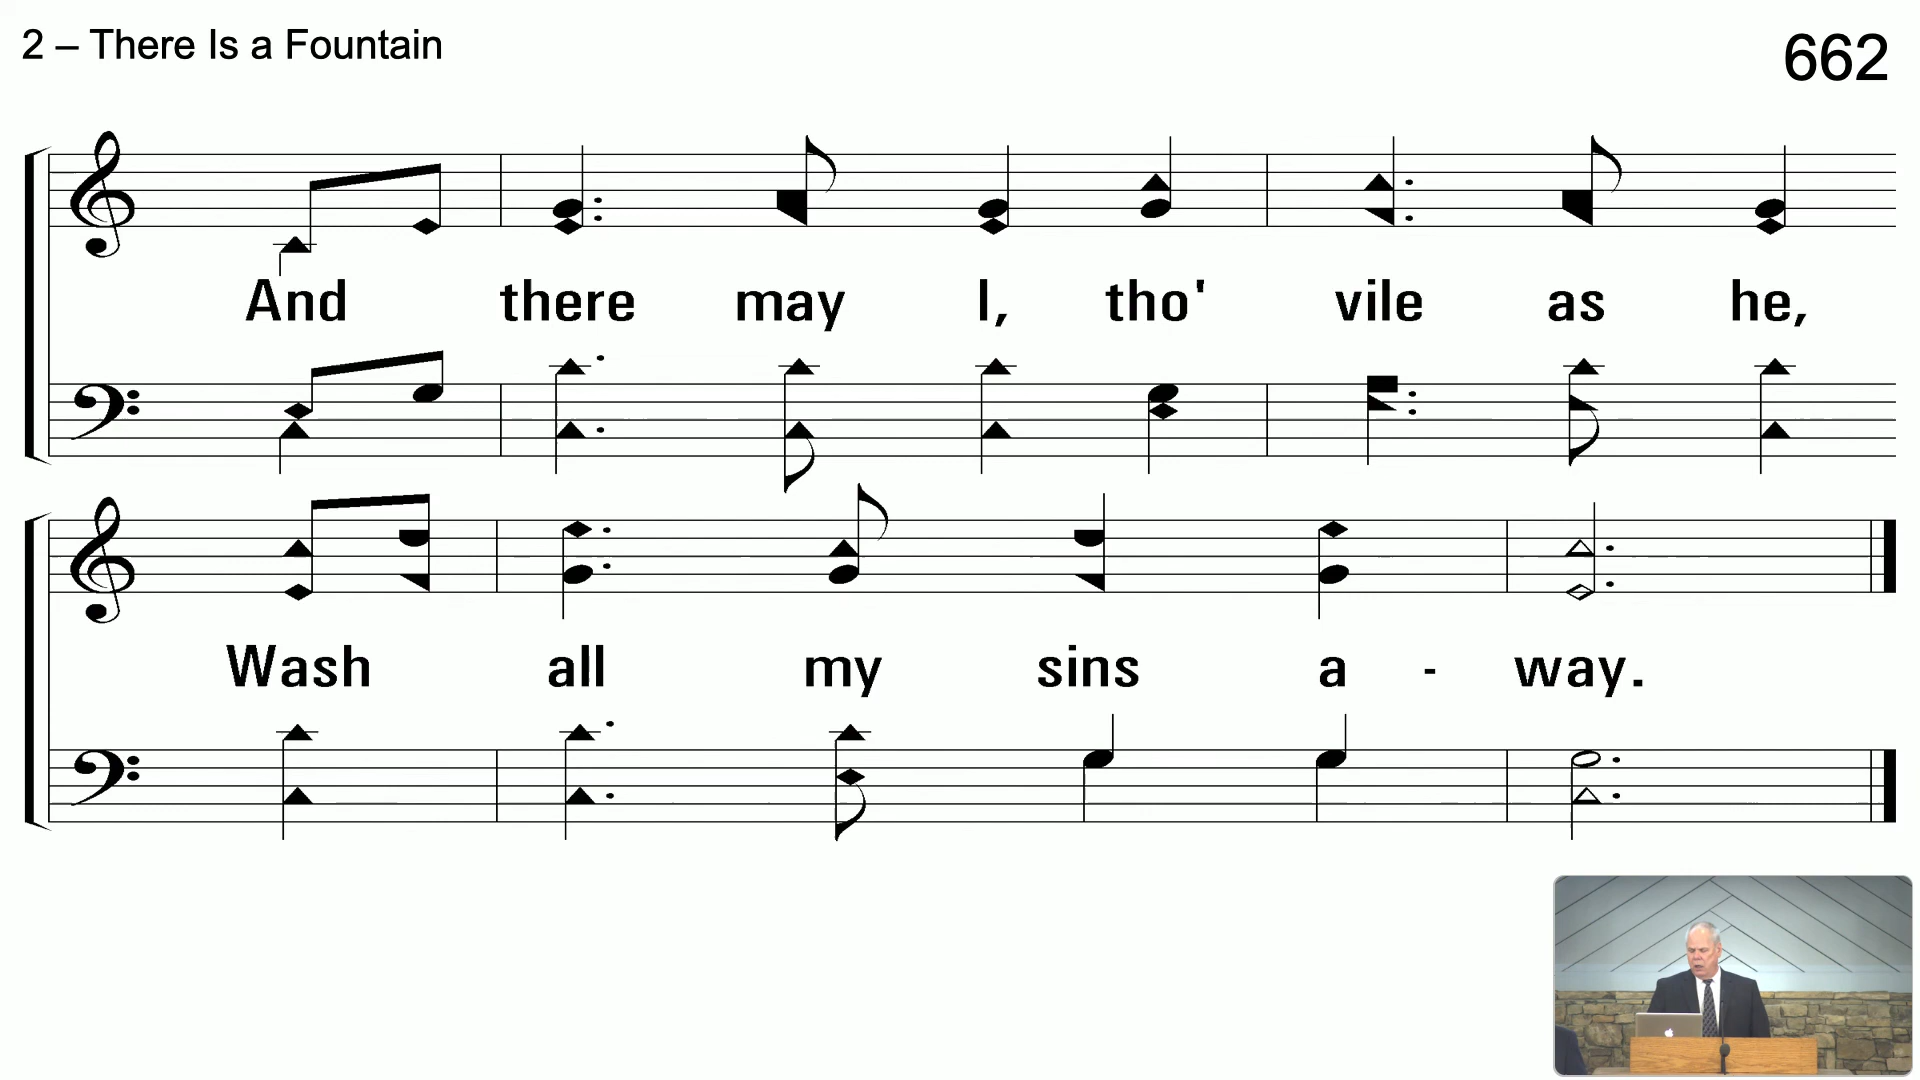 2 – There Is a Fountain
662
And there may I, tho' vile as he,
Wash all my sins a - way.